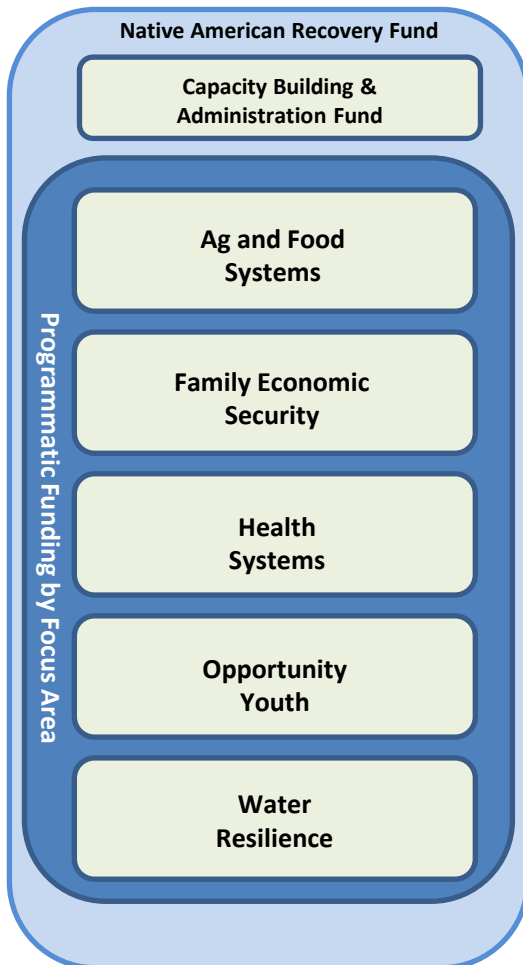 Native American Recovery Fund
Capacity Building &
Administration Fund
Programmatic Funding by Focus Area
Ag and Food
Systems
Family Economic
Security
Health
Systems
Opportunity
Youth
Water
Resilience